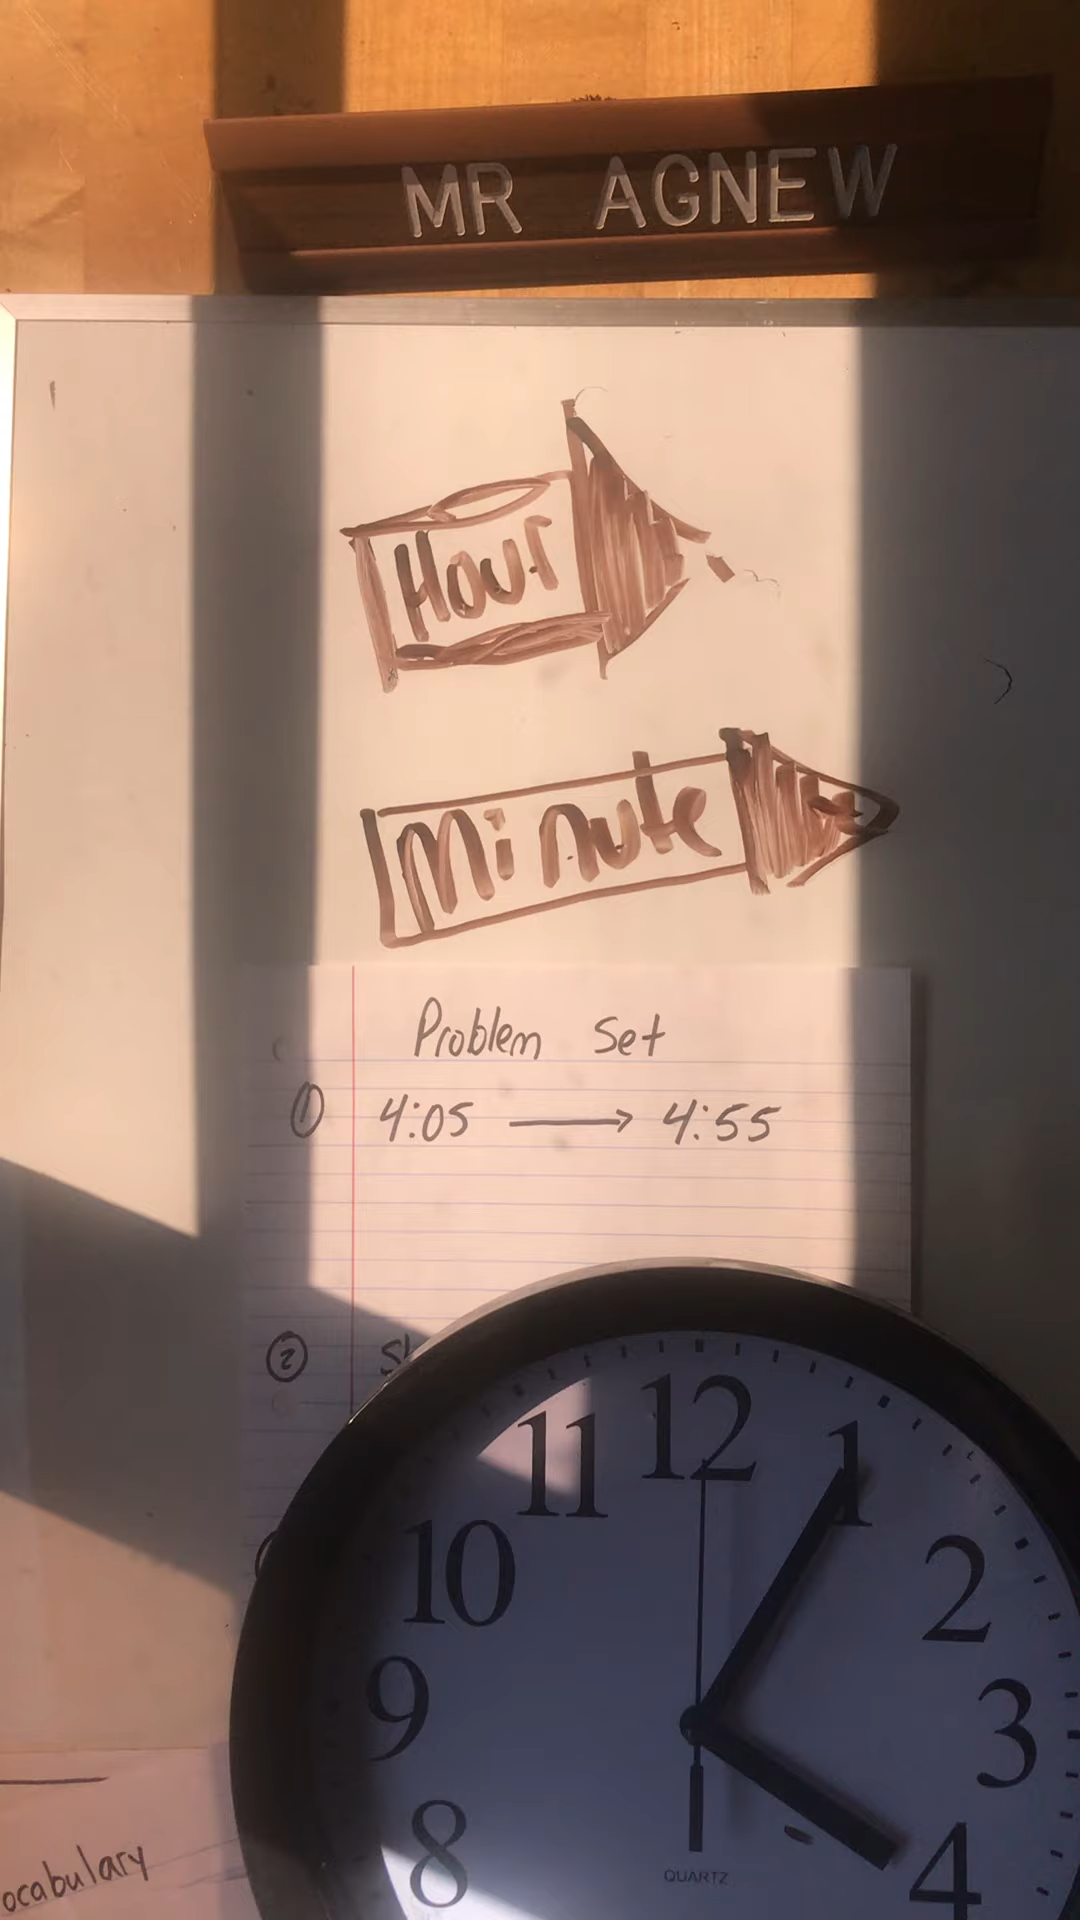 MR AGNEW
Hour
Minute
Problem Set
① 4:05 → 4:55
②
12
11
1
10
2
9
3
8
4
QUARTZ
ocabulary